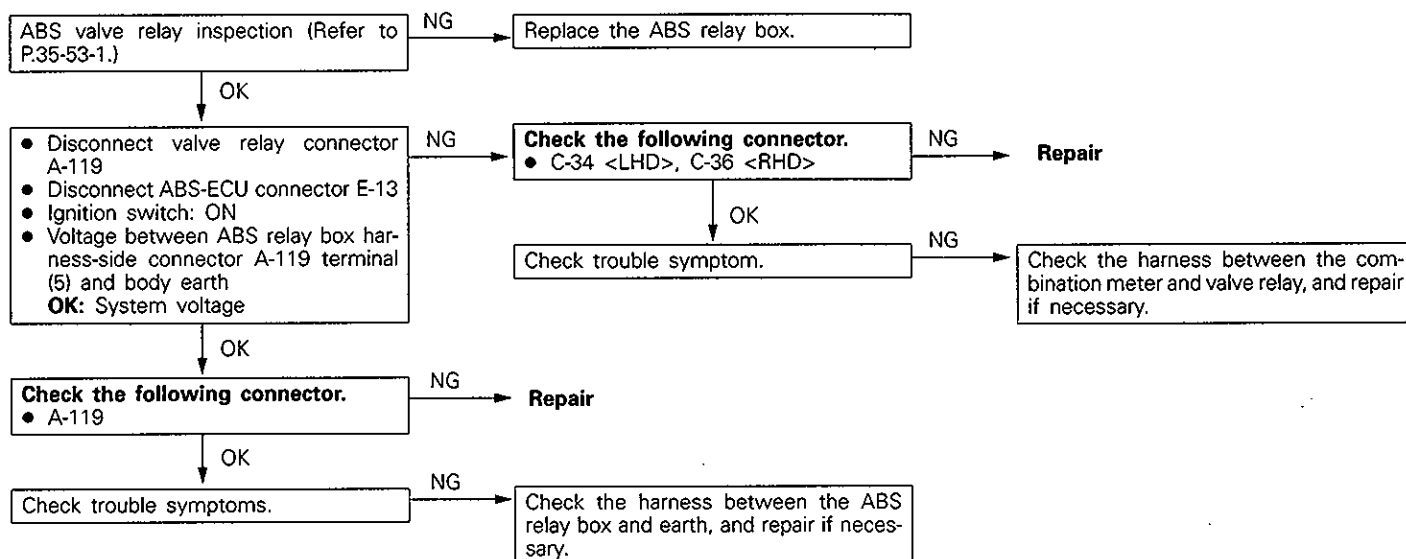 ABS valve relay inspection (Refer to
P.35-53-1.)
NG
Replace the ABS relay box.
OK
● Disconnect valve relay connector
A-119
● Disconnect ABS-ECU connector E-13
● Ignition switch: ON
● Voltage between ABS relay box har-
ness-side connector A-119 terminal
(5) and body earth
OK: System voltage
NG
Check the following connector.
● C-34 <LHD>, C-36 <RHD>
NG
Repair
OK
Check trouble symptom.
NG
Check the harness between the com-
bination meter and valve relay, and repair
if necessary.
OK
Check the following connector.
● A-119
NG
Repair
OK
Check trouble symptoms.
NG
Check the harness between the ABS
relay box and earth, and repair if neces-
sary.